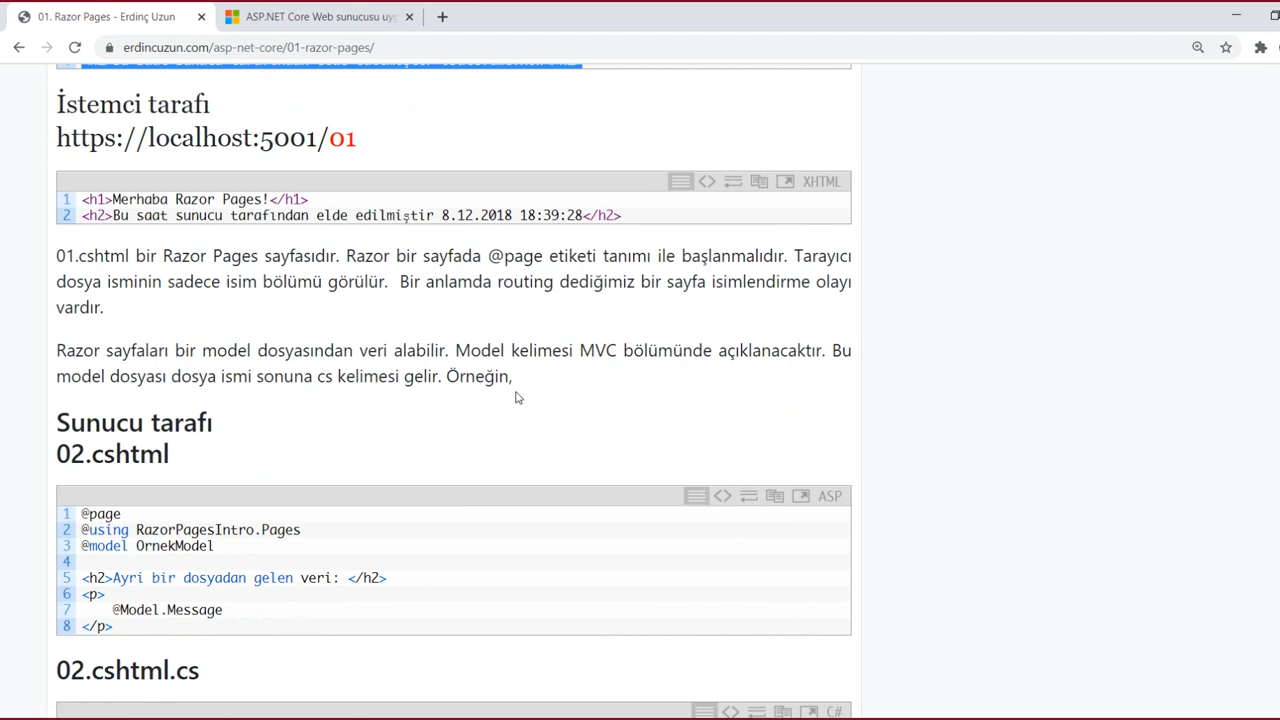 01. Razor Pages - Erdinç Uzun
ASP.NET Core Web sunucusu uyg
erdincuzun.com/asp-net-core/01-razor-pages/
İstemci tarafı
https://localhost:5001/01
XHTML
1 <h1>Merhaba Razor Pages!</h1>
2 <h2>Bu saat sunucu tarafından elde edilmiştir 8.12.2018 18:39:28</h2>
01.cshtml bir Razor Pages sayfasıdır. Razor bir sayfada @page etiketi tanımı ile başlanmalıdır. Tarayıcı
dosya isminin sadece isim bölümü görülür. Bir anlamda routing dediğimiz bir sayfa isimlendirme olayı
vardır.
Razor sayfaları bir model dosyasından veri alabilir. Model kelimesi MVC bölümünde açıklanacaktır. Bu
model dosyası dosya ismi sonuna cs kelimesi gelir. Örneğin,
Sunucu tarafı
02.cshtml
ASP
1 @page
2 @using RazorPagesIntro.Pages
3 @model OrnekModel
4
5 <h2>Ayri bir dosyadan gelen veri: </h2>
6 <p>
7 @Model.Message
8 </p>
02.cshtml.cs
C#